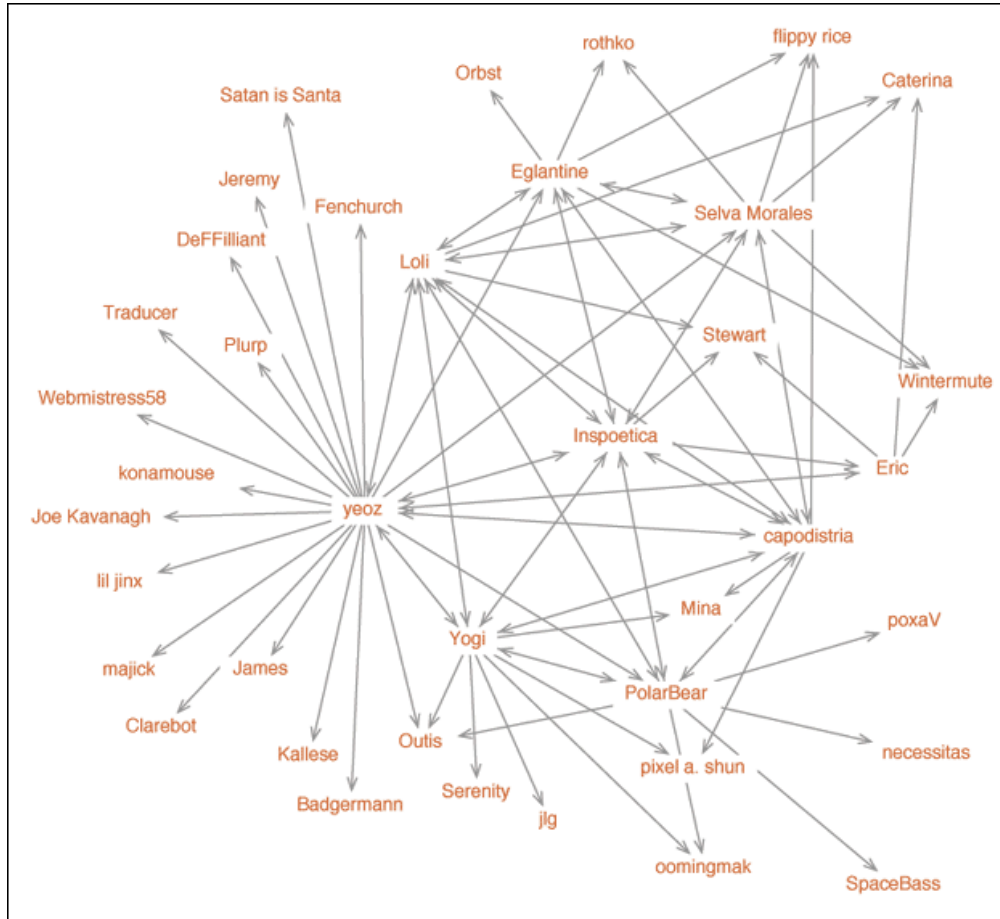 flippy rice
rothko
Orbst
Caterina
Satan is Santa
Eglantine
Jeremy
Fenchurch
Selva Morales
DeFFilliant
Loli
Traducer
Stewart
Plurp
Wintermute
Webmistress58
Inspoetica
Eric
konamouse
yeoz
Joe Kavanagh
capodistria
lil jinx
Mina
poxaV
Yogi
majick
James
PolarBear
Clarebot
Outis
Kallese
necessitas
pixel a. shun
Serenity
Badgermann
jlg
oomingmak
SpaceBass